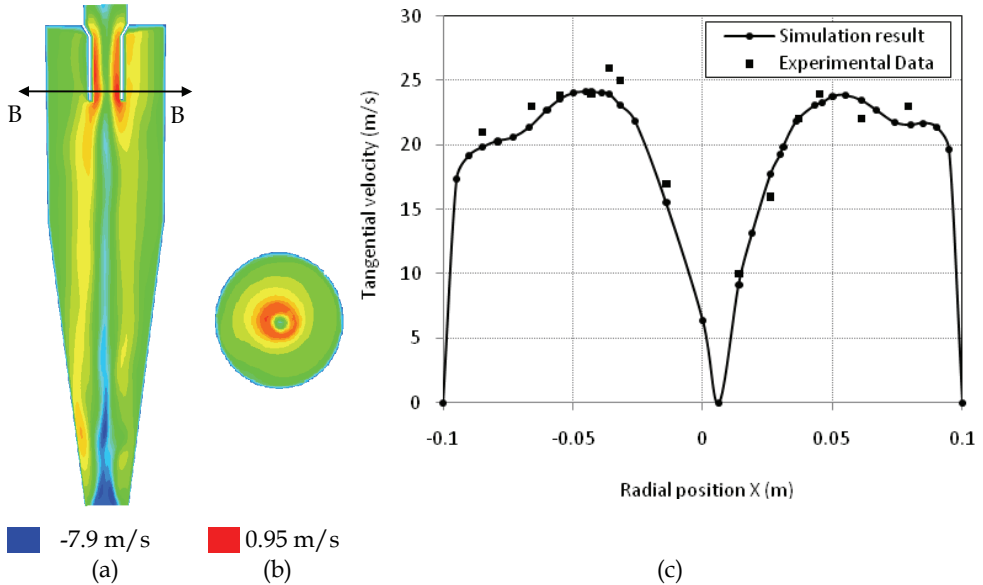 B B
-7.9 m/s 0.95 m/s
(a) (b)
Tangential velocity (m/s)
30
25
20
15
10
5
0
Simulation result
Experimental Data
-0.1 -0.05 0 0.05 0.1
Radial position X (m)
(c)